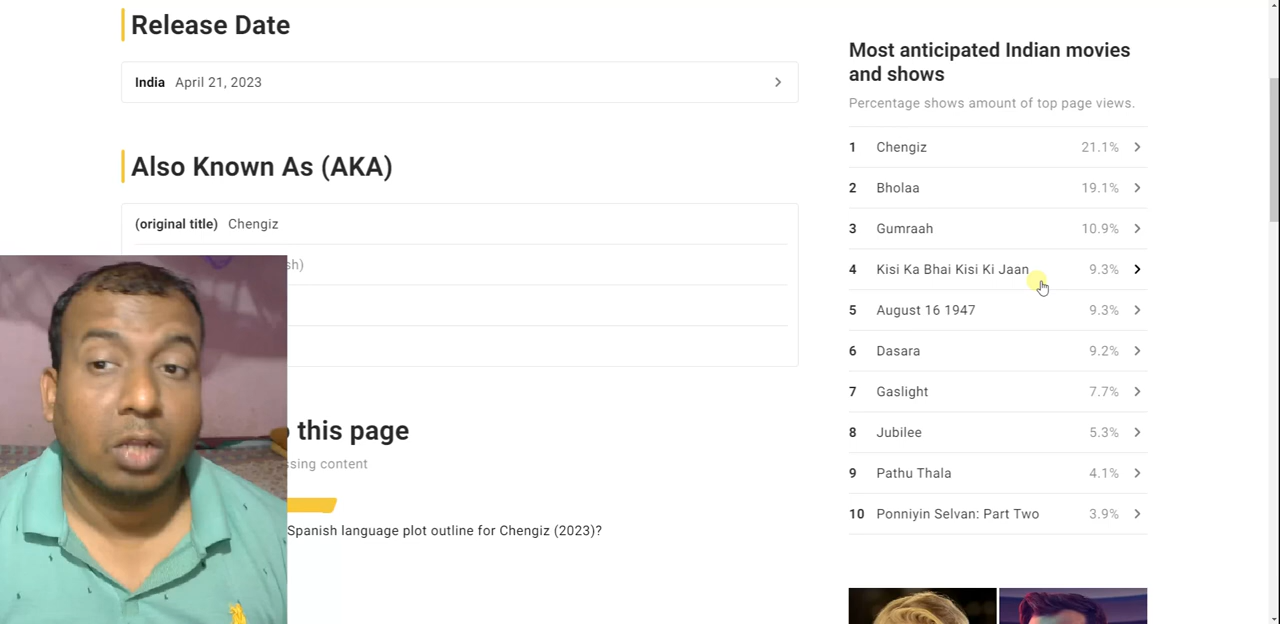 Release Date
India April 21, 2023
Also Known As (AKA)
(original title) Chengiz
sh)
this page
ssing content
Spanish language plot outline for Chengiz (2023)?
Most anticipated Indian movies
and shows
Percentage shows amount of top page views.
1 Chengiz 21.1%
2 Bholaa 19.1%
3 Gumraah 10.9%
4 Kisi Ka Bhai Kisi Ki Jaan 9.3%
5 August 16 1947 9.3%
6 Dasara 9.2%
7 Gaslight 7.7%
8 Jubilee 5.3%
9 Pathu Thala 4.1%
10 Ponniyin Selvan: Part Two 3.9%